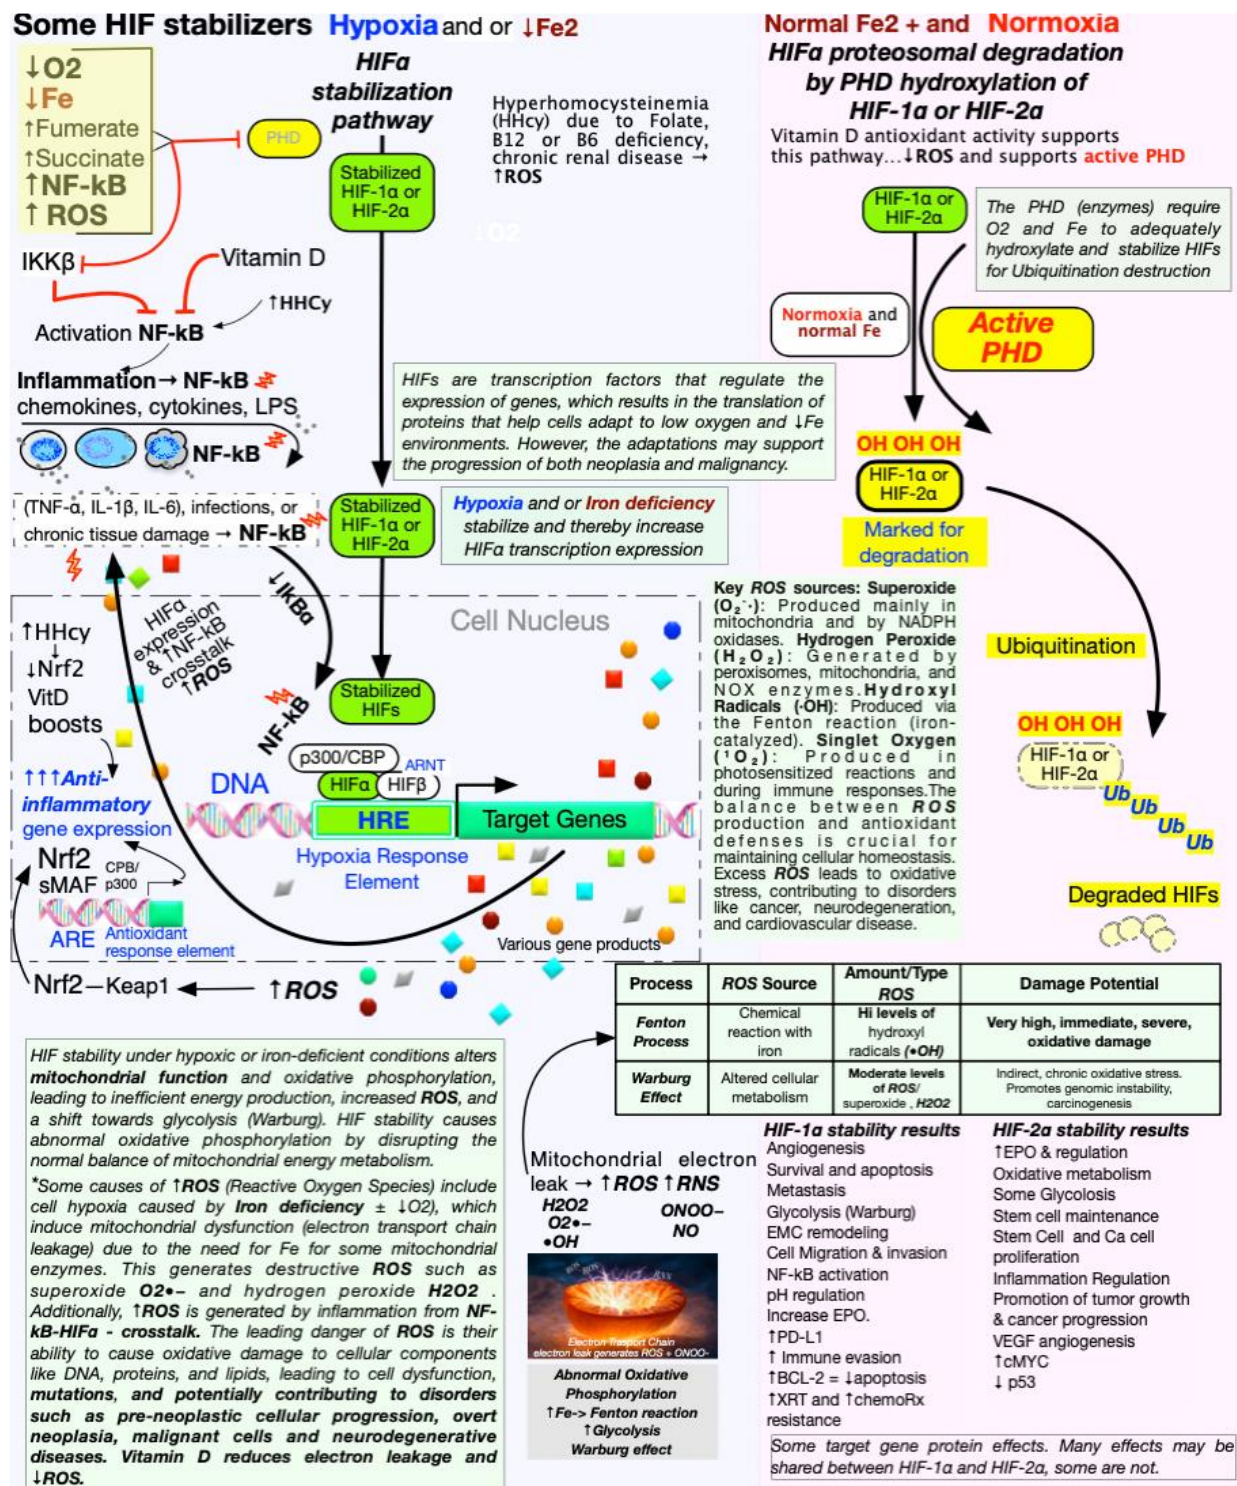 Some HIF stabilizers Hypoxia and or ↓Fe2
↓O2
↓Fe
↑Fumerate
↑Succinate
↑NF-kB
↑ ROS
PHD
HIFα
stabilization
pathway
Stabilized
HIF-1α or
HIF-2α
Hyperhomocysteinemia
(HHcy) due to Folate,
B12 or B6 deficiency,
chronic renal disease →
↑ROS
↓O2
IKKβ
Vitamin D
↑HHCy
Activation NF-kB
Inflammation→ NF-kB
chemokines, cytokines, LPS
NF-kB
(TNF-α, IL-1β, IL-6), infections, or
chronic tissue damage → NF-kB
HIFs are transcription factors that regulate the
expression of genes, which results in the translation of
proteins that help cells adapt to low oxygen and ↓Fe
environments. However, the adaptations may support
the progression of both neoplasia and malignancy.
Stabilized
HIF-1α or
HIF-2α
Hypoxia and or Iron deficiency
stabilize and thereby increase
HIFα transcription expression
↓IkBα
Cell Nucleus
↑HHcy
↓
↓Nrf2
VitD
boosts
HIFα
expression
& ↑NF-kB
crosstalk
↑ROS
↑↑↑Anti-
inflammatory
gene expression
NF-kB
Stabilized
HIFs
p300/CBP
ARNT
HIFα
HIFβ
DNA
HRE
Target Genes
Hypoxia Response
Element
Nrf2
sMAF
CPB/
p300
ARE
Antioxidant
response element
Various gene products
Nrf2–Keap1
↑ROS
Normal Fe2 + and Normoxia
HIFα proteosomal degradation
by PHD hydroxylation of
HIF-1α or HIF-2α
Vitamin D antioxidant activity supports
this pathway...↓ROS and supports active PHD
HIF-1α or
HIF-2α
The PHD (enzymes) require
O2 and Fe to adequately
hydroxylate and stabilize HIFs
for Ubiquitination destruction
Normoxia and
normal Fe
Active
PHD
OH OH OH
HIF-1α or
HIF-2α
Marked for
degradation
Ubiquitination
OH OH OH
HIF-1α or
HIF-2α
Ub
Ub
Ub
Ub
Degraded HIFs
Key ROS sources: Superoxide
(O₂⁻·): Produced mainly in
mitochondria and by NADPH
oxidases. Hydrogen Peroxide
(H₂O₂): Generated by
peroxisomes, mitochondria, and
NOX enzymes.Hydroxyl
Radicals (·OH): Produced via
the Fenton reaction (iron-
catalyzed). Singlet Oxygen
(¹O₂): Produced in
photosensitized reactions and
during immune responses.The
balance between ROS
production and antioxidant
defenses is crucial for
maintaining cellular homeostasis.
Excess ROS leads to oxidative
stress, contributing to disorders
like cancer, neurodegeneration,
and cardiovascular disease.
Process
ROS Source
Amount/Type
ROS
Damage Potential
Fenton
Process
Chemical
reaction with
iron
Hi levels of
hydroxyl
radicals (•OH)
Very high, immediate, severe,
oxidative damage
Warburg
Effect
Altered cellular
metabolism
Moderate levels
of ROS/
superoxide , H2O2
Indirect, chronic oxidative stress.
Promotes genomic instability,
carcinogenesis
HIF stability under hypoxic or iron-deficient conditions alters
mitochondrial function and oxidative phosphorylation,
leading to inefficient energy production, increased ROS, and
a shift towards glycolysis (Warburg). HIF stability causes
abnormal oxidative phosphorylation by disrupting the
normal balance of mitochondrial energy metabolism.
*Some causes of ↑ROS (Reactive Oxygen Species) include
cell hypoxia caused by Iron deficiency ± ↓O2), which
induce mitochondrial dysfunction (electron transport chain
leakage) due to the need for Fe for some mitochondrial
enzymes. This generates destructive ROS such as
superoxide O2•– and hydrogen peroxide H2O2 .
Additionally, ↑ROS is generated by inflammation from NF-
kB-HIFα - crosstalk. The leading danger of ROS is their
ability to cause oxidative damage to cellular components
like DNA, proteins, and lipids, leading to cell dysfunction,
mutations, and potentially contributing to disorders
such as pre-neoplastic cellular progression, overt
neoplasia, malignant cells and neurodegenerative
diseases. Vitamin D reduces electron leakage and
↓ROS.
Mitochondrial electron
leak → ↑ROS ↑RNS
H2O2
O2•–
•OH
ONOO–
NO
ROS
ROS
RNS
Electron Trasport Chain
electron leak generates ROS + ONOO-
Abnormal Oxidative
Phosphorylation
↑Fe-> Fenton reaction
↑Glycolysis
Warburg effect
HIF-1α stability results
Angiogenesis
Survival and apoptosis
Metastasis
Glycolysis (Warburg)
EMC remodeling
Cell Migration & invasion
NF-kB activation
pH regulation
Increase EPO.
↑PD-L1
↑ Immune evasion
↑BCL-2 = ↓apoptosis
↑XRT and ↑chemoRx
resistance
HIF-2α stability results
↑EPO & regulation
Oxidative metabolism
Some Glycolosis
Stem cell maintenance
Stem Cell and Ca cell
proliferation
Inflammation Regulation
Promotion of tumor growth
& cancer progression
VEGF angiogenesis
↑cMYC
↓ p53
Some target gene protein effects. Many effects may be
shared between HIF-1α and HIF-2α, some are not.